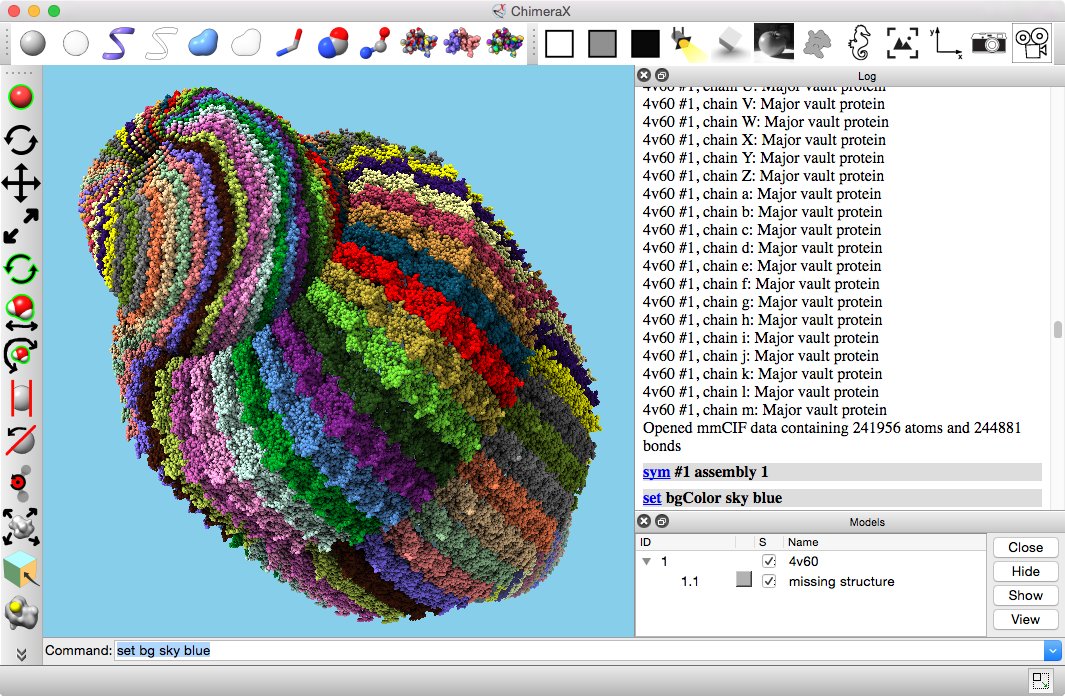 ChimeraX
Log
4v60 #1, chain U: Major vault protein
4v60 #1, chain V: Major vault protein
4v60 #1, chain W: Major vault protein
4v60 #1, chain X: Major vault protein
4v60 #1, chain Y: Major vault protein
4v60 #1, chain Z: Major vault protein
4v60 #1, chain a: Major vault protein
4v60 #1, chain b: Major vault protein
4v60 #1, chain c: Major vault protein
4v60 #1, chain d: Major vault protein
4v60 #1, chain e: Major vault protein
4v60 #1, chain f: Major vault protein
4v60 #1, chain g: Major vault protein
4v60 #1, chain h: Major vault protein
4v60 #1, chain i: Major vault protein
4v60 #1, chain j: Major vault protein
4v60 #1, chain k: Major vault protein
4v60 #1, chain l: Major vault protein
4v60 #1, chain m: Major vault protein
Opened mmCIF data containing 241956 atoms and 244881
bonds
sym #1 assembly 1
set bgColor sky blue
Models
ID S Name
1 4v60
1.1 missing structure
Close
Hide
Show
View
Command: set bg sky blue
y
x